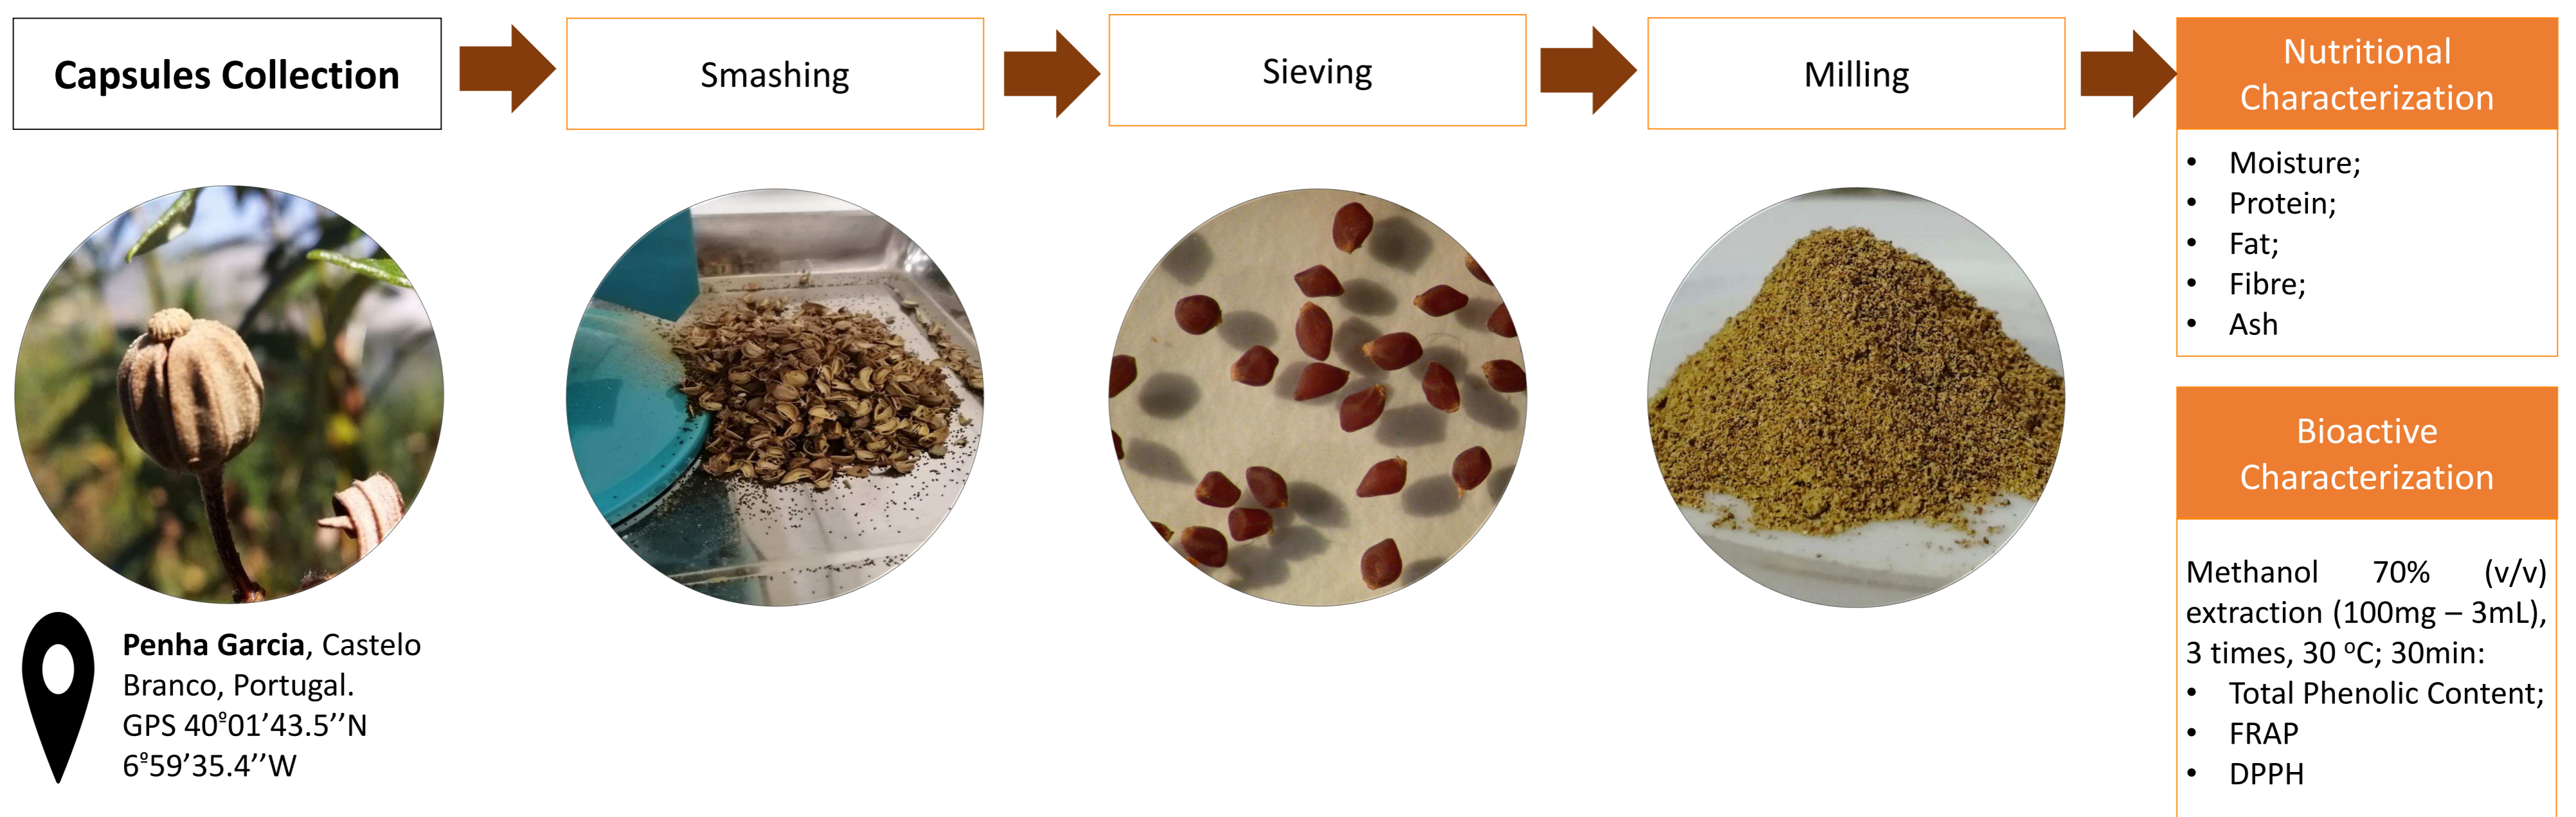 Capsules Collection
Smashing
Sieving
Milling
Nutritional
Characterization
• Moisture;
• Protein;
• Fat;
• Fibre;
• Ash
Bioactive
Characterization
Methanol 70% (v/v)
extraction (100mg – 3mL),
3 times, 30 ºC; 30min:
• Total Phenolic Content;
• FRAP
• DPPH
Penha Garcia, Castelo
Branco, Portugal.
GPS 40º01’43.5’’N
6º59’35.4’’W